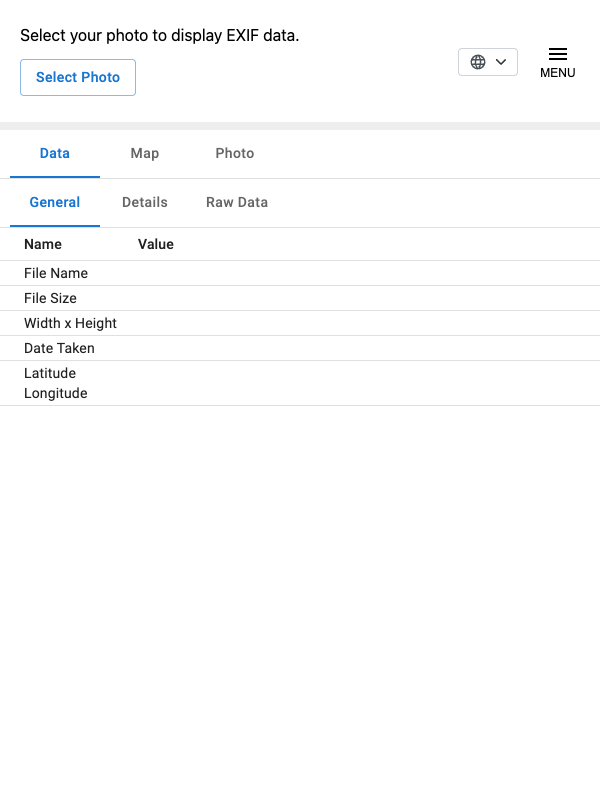 Select your photo to display EXIF data.
Select Photo
MENU
Data Map Photo
General Details Raw Data
Name Value
File Name
File Size
Width x Height
Date Taken
Latitude
Longitude